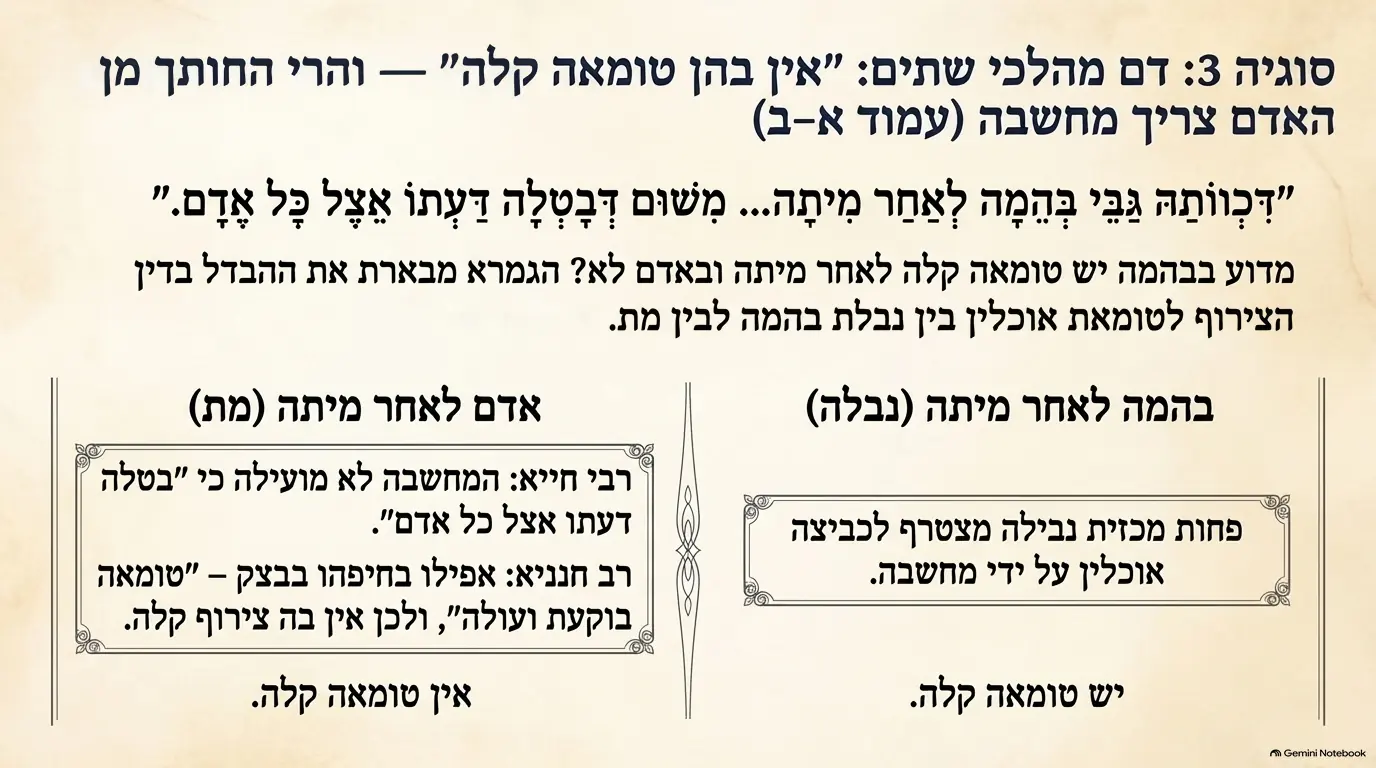 סוגיה 3: דם מהלכי שתים: "אין בהן טומאה קלה" — והרי החותך מן
האדם צריך מחשבה (עמוד א–ב)
"דִּכְווֹתַהּ גַּבֵּי בְּהֵמָה לְאַחַר מִיתָה... מִשּׁוּם דְּבָטְלָה דַּעְתוֹ אֵצֶל כׇּל אֶדָם."
מדוע בבהמה יש טומאה קלה לאחר מיתה ובאדם לא? הגמרא מבארת את ההבדל בדין
הצירוף לטומאת אוכלין בין נבלת בהמה לבין מת.
בהמה לאחר מיתה (נבלה)
פחות מכזית נבילה מצטרף לכביצה
אוכלין על ידי מחשבה.
יש טומאה קלה.
אדם לאחר מיתה (מת)
רבי חייא: המחשבה לא מועילה כי "בטלה
דעתו אצל כל אדם".
רב חנניא: אפילו בחיפהו בבצק – "טומאה
בוקעת ועולה", ולכן אין בה צירוף קלה.
אין טומאה קלה.
Gemini Notebook